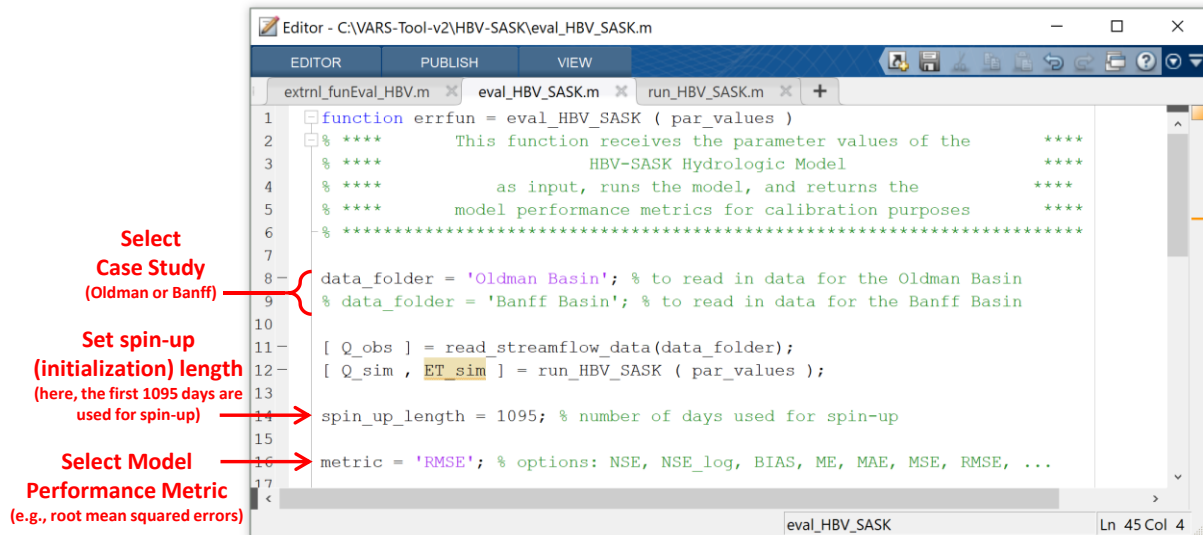 Editor - C:\VARS-Tool-v2\HBV-SASK\eval_HBV_SASK.m
EDITOR PUBLISH VIEW
extrnl_funEval_HBV.m eval_HBV_SASK.m run_HBV_SASK.m
1 function errfun = eval_HBV_SASK ( par_values )
2 % **** This function receives the parameter values of the ****
3 % **** HBV-SASK Hydrologic Model ****
4 % **** as input, runs the model, and returns the ****
5 % **** model performance metrics for calibration purposes ****
6 % ************************************************************************
7
8 – data_folder = 'Oldman Basin'; % to read in data for the Oldman Basin
9 % data_folder = 'Banff Basin'; % to read in data for the Banff Basin
10
11 – [ Q_obs ] = read_streamflow_data(data_folder);
12 – [ Q_sim , ET_sim ] = run_HBV_SASK ( par_values );
13
14 – spin_up_length = 1095; % number of days used for spin-up
15
16 – metric = 'RMSE'; % options: NSE, NSE_log, BIAS, ME, MAE, MSE, RMSE, ...
17
eval_HBV_SASK Ln 45 Col 4
Select
Case Study
(Oldman or Banff)
Set spin-up
(initialization) length
(here, the first 1095 days are
used for spin-up)
Select Model
Performance Metric
(e.g., root mean squared errors)